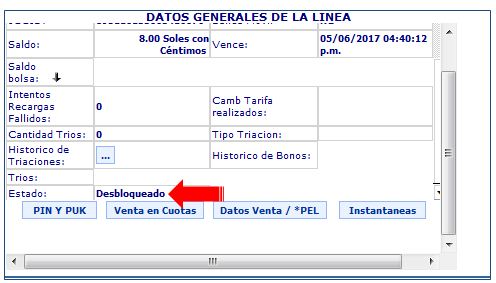 DATOS GENERALES DE LA LINEA
Saldo: 8.00 Soles con Céntimos Vence: 05/06/2017 04:40:12 p.m.
Saldo bolsa:
Intentos Recargas Fallidos: 0 Camb Tarifa realizados:
Cantidad Trios: 0 Tipo Triacion:
Historico de Triaciones: ... Historico de Bonos:
Trios:
Estado: Desbloqueado
PIN Y PUK Venta en Cuotas Datos Venta / *PEL Instantaneas